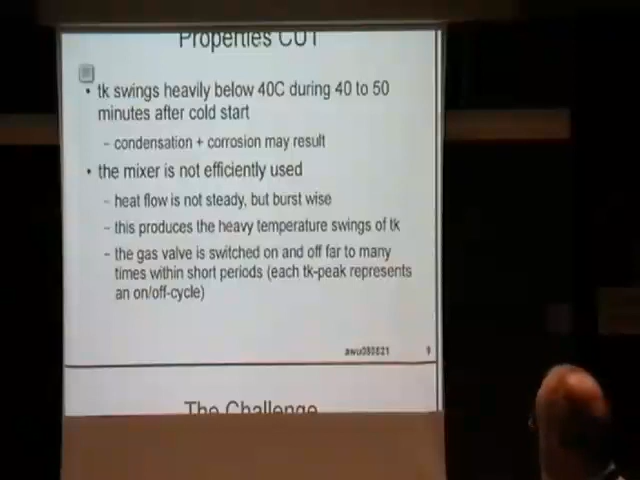 Properties CUT
• tk swings heavily below 40C during 40 to 50
minutes after cold start
– condensation + corrosion may result
• the mixer is not efficiently used
– heat flow is not steady, but burst wise
– this produces the heavy temperature swings of tk
– the gas valve is switched on and off far to many
times within short periods (each tk-peak represents
an on/off-cycle)
awu080821 9
The Challenge